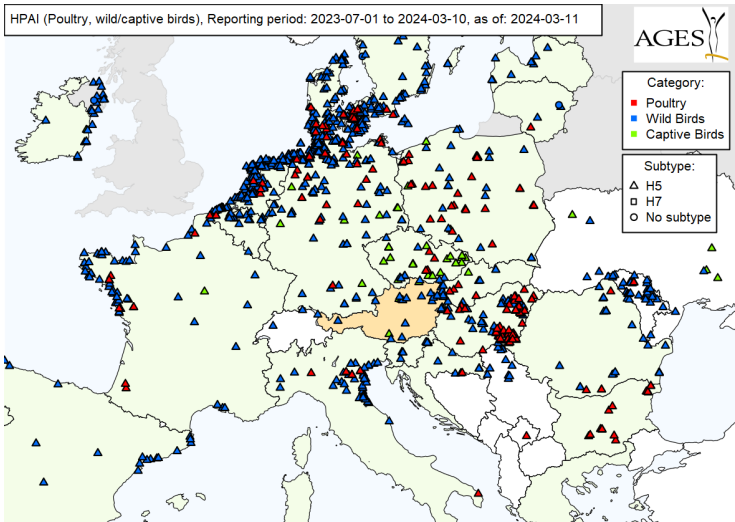 HPAI (Poultry, wild/captive birds), Reporting period: 2023-07-01 to 2024-03-10, as of: 2024-03-11
AGES
Category:
Poultry
Wild Birds
Captive Birds
Subtype:
H5
H7
No subtype